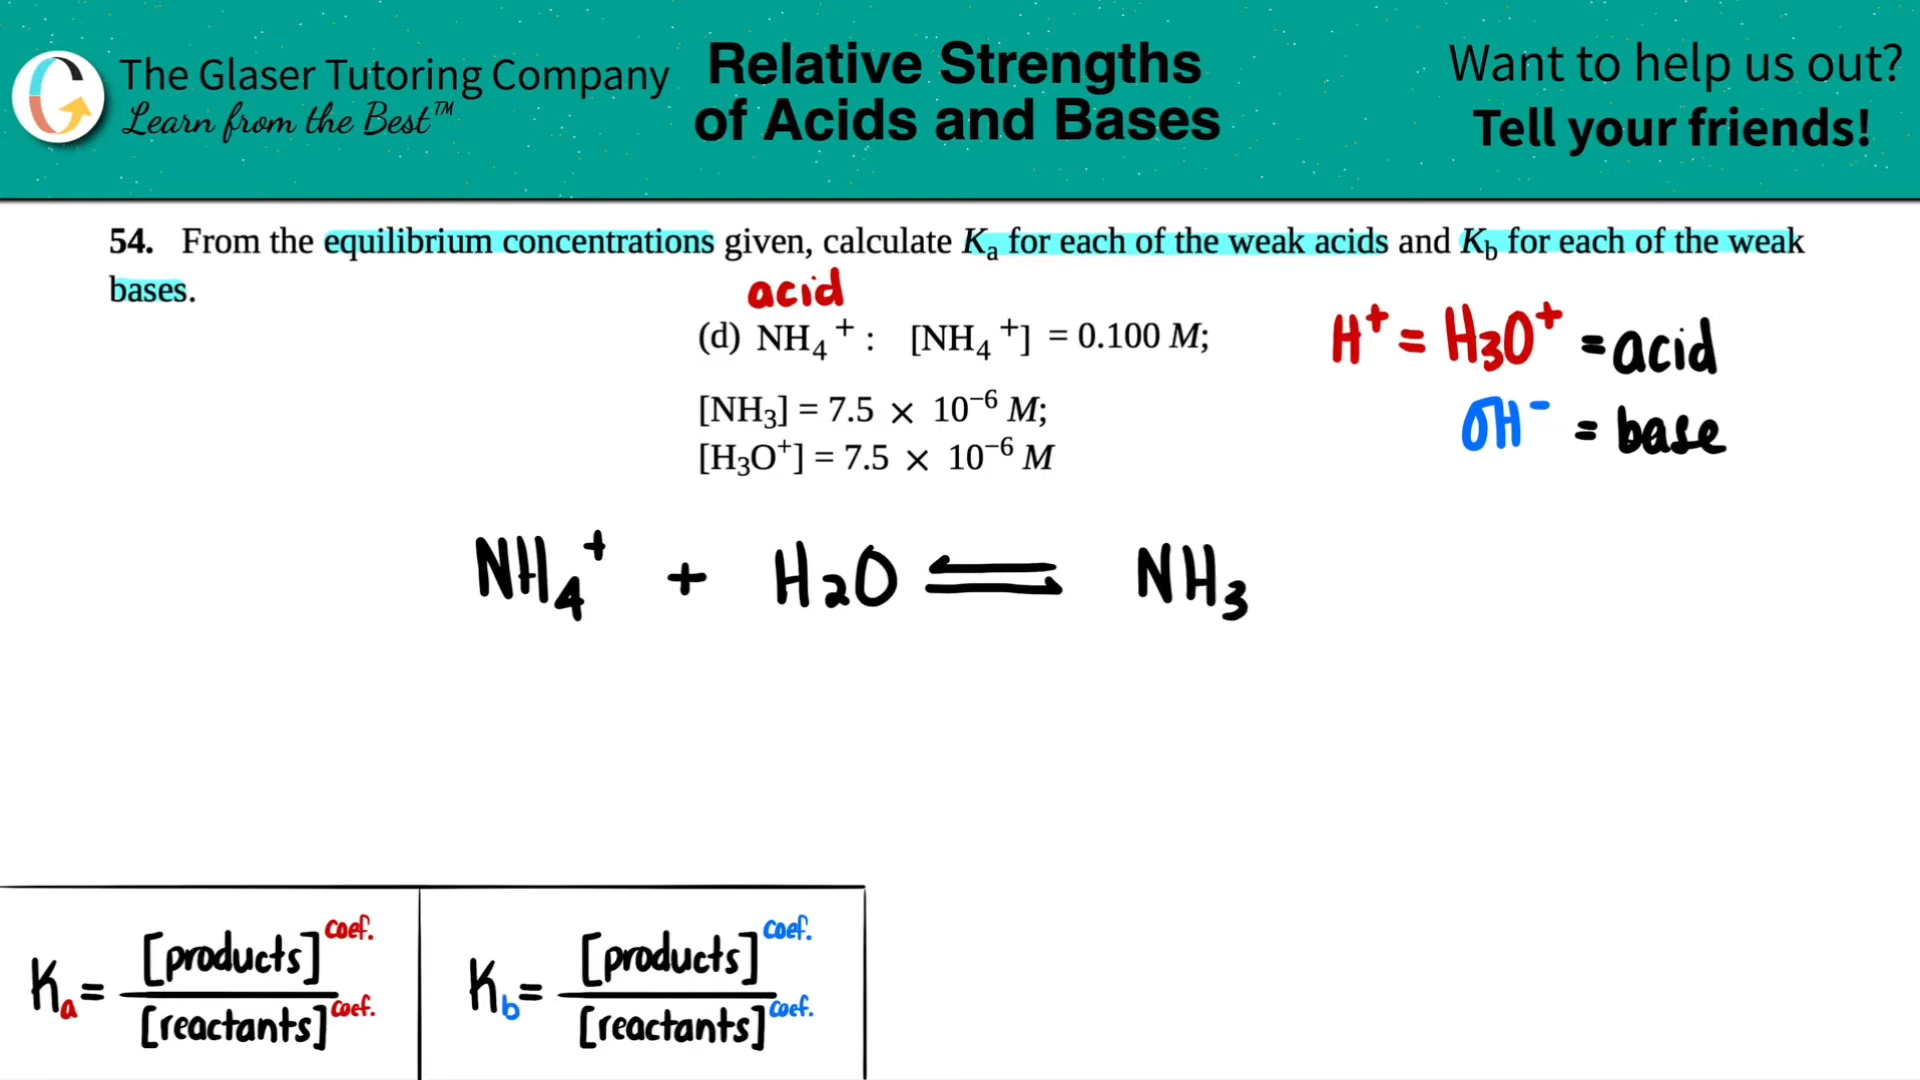 The Glaser Tutoring Company
Learn from the Best™
Relative Strengths
of Acids and Bases
Want to help us out?
Tell your friends!
54. From the equilibrium concentrations given, calculate Kₐ for each of the weak acids and K_b for each of the weak
bases.
acid
(d) NH₄⁺ : [NH₄⁺] = 0.100 M;
[NH₃] = 7.5 × 10⁻⁶ M;
[H₃O⁺] = 7.5 × 10⁻⁶ M
H⁺ = H₃O⁺ = acid
OH⁻ = base
NH₄⁺ + H₂O ⇌ NH₃
Kₐ = [products]^coef. / [reactants]^coef.
K_b = [products]^coef. / [reactants]^coef.